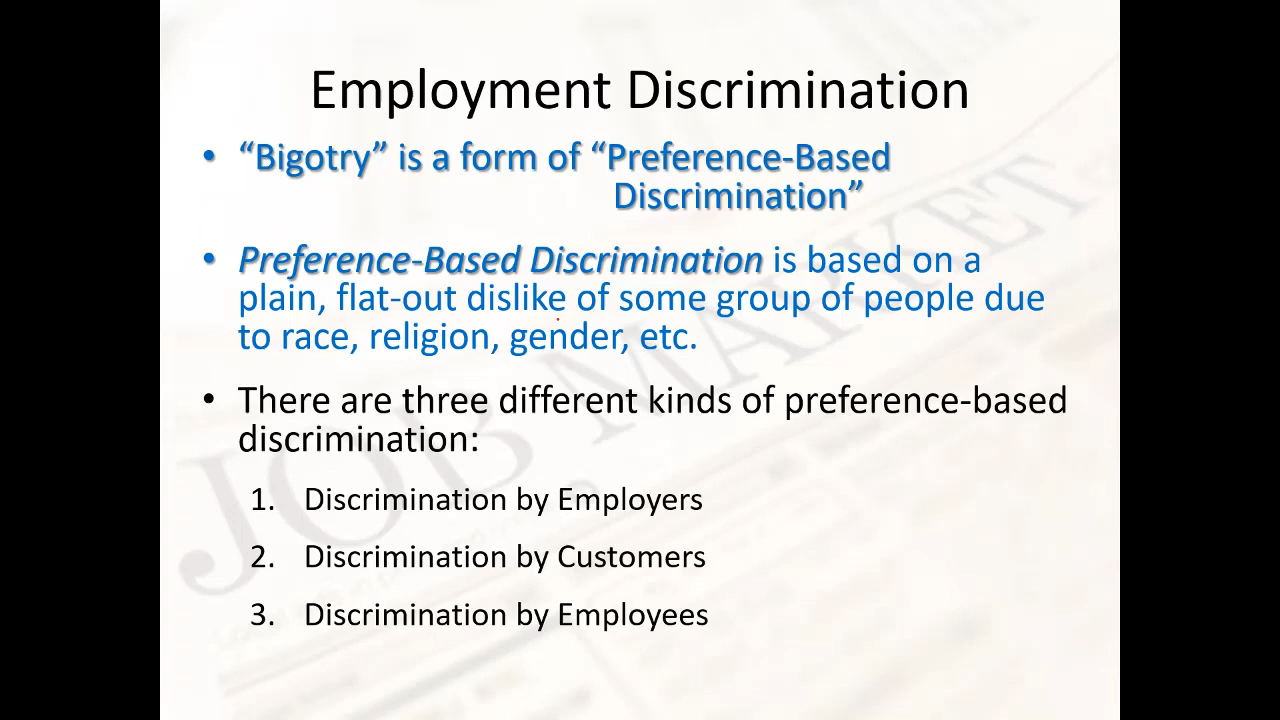 Employment Discrimination
• “Bigotry” is a form of “Preference-Based
Discrimination”
• Preference-Based Discrimination is based on a
plain, flat-out dislike of some group of people due
to race, religion, gender, etc.
• There are three different kinds of preference-based
discrimination:
1. Discrimination by Employers
2. Discrimination by Customers
3. Discrimination by Employees
JOB MARKET